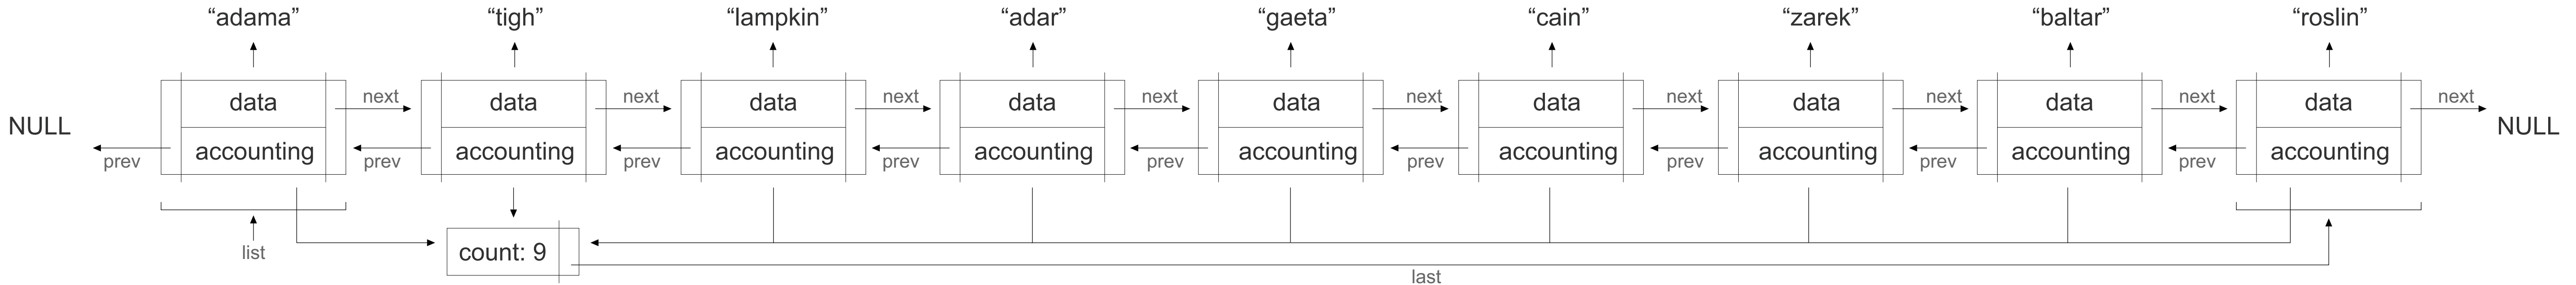 “adama” “tigh” “lampkin” “adar” “gaeta” “cain” “zarek” “baltar” “roslin”
data next data next data next data next data next data next data next data next data next
NULL NULL
prev accounting prev accounting prev accounting prev accounting prev accounting prev accounting prev accounting prev accounting prev accounting
list count: 9
last